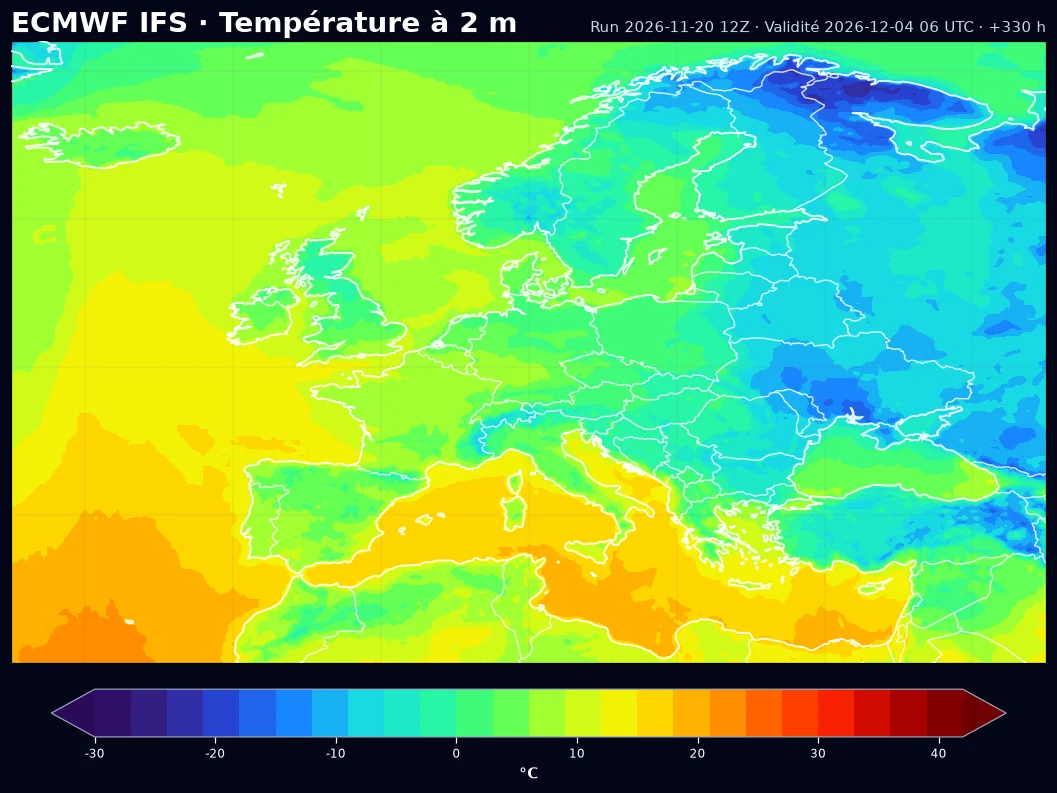 ECMWF IFS · Température à 2 m
Run 2026-11-20 12Z · Validité 2026-12-04 06 UTC · +330 h
-30 -20 -10 0 10 20 30 40
°C